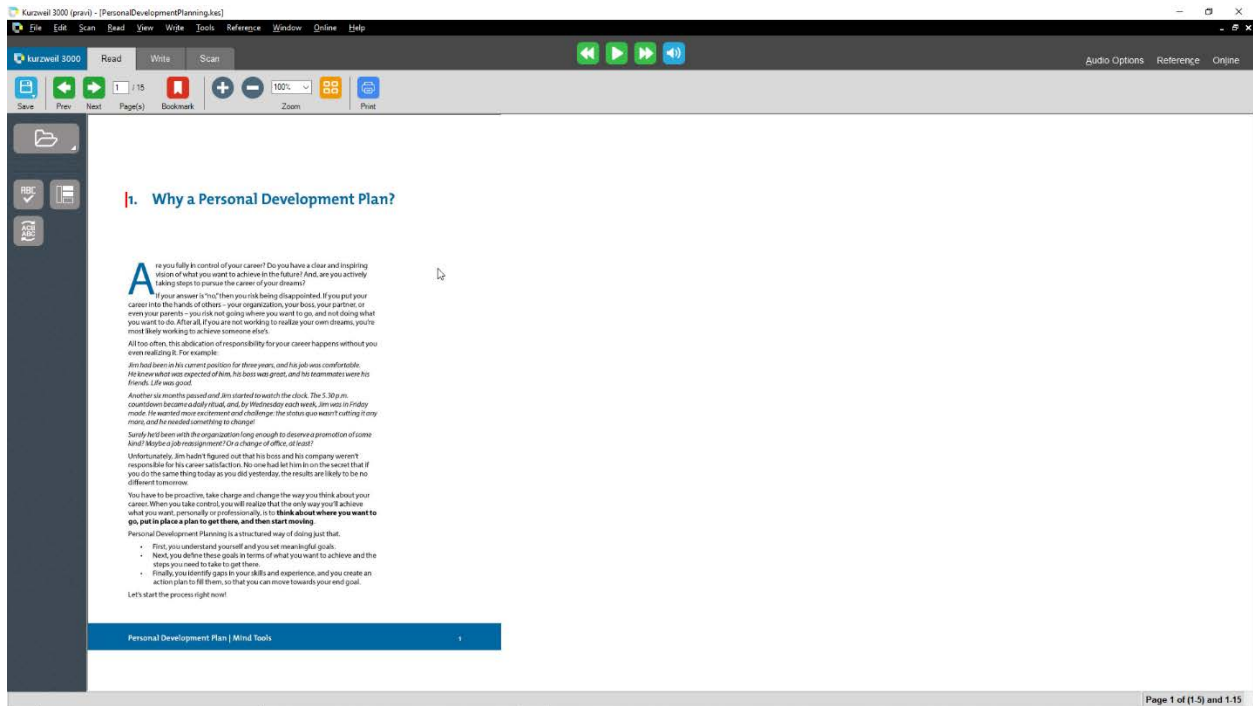 Kurzweil 3000 (pravi) - [PersonalDevelopmentPlanning.kes]
File Edit Scan Read View Write Tools Reference Window Online Help
kurzweil 3000 Read Write Scan Audio Options Reference Online
1 / 15 100%
Save Prev Next Page(s) Bookmark Zoom Print
RBC
ACB
ABC
1. Why a Personal Development Plan?
Are you fully in control of your career? Do you have a clear and inspiring
vision of what you want to achieve in the future? And, are you actively
taking steps to pursue the career of your dreams?
If your answer is "no," then you risk being disappointed. If you put your
career into the hands of others – your organization, your boss, your partner, or
even your parents – you risk not going where you want to go, and not doing what
you want to do. After all, if you are not working to realize your own dreams, you're
most likely working to achieve someone else's.
All too often, this abdication of responsibility for your career happens without you
even realizing it. For example:
Jim had been in his current position for three years, and his job was comfortable.
He knew what was expected of him, his boss was great, and his teammates were his
friends. Life was good.
Another six months passed and Jim started to watch the clock. The 5.30 p.m.
countdown became a daily ritual, and, by Wednesday each week, Jim was in Friday
mode. He wanted more excitement and challenge: the status quo wasn't cutting it any
more, and he needed something to change!
Surely he'd been with the organization long enough to deserve a promotion of some
kind? Maybe a job reassignment? Or a change of office, at least?
Unfortunately, Jim hadn't figured out that his boss and his company weren't
responsible for his career satisfaction. No one had let him in on the secret that if
you do the same thing today as you did yesterday, the results are likely to be no
different tomorrow.
You have to be proactive, take charge and change the way you think about your
career. When you take control, you will realize that the only way you'll achieve
what you want, personally or professionally, is to think about where you want to
go, put in place a plan to get there, and then start moving.
Personal Development Planning is a structured way of doing just that.
• First, you understand yourself and you set meaningful goals.
• Next, you define these goals in terms of what you want to achieve and the
steps you need to take to get there.
• Finally, you identify gaps in your skills and experience, and you create an
action plan to fill them, so that you can move towards your end goal.
Let's start the process right now!
Personal Development Plan | Mind Tools 1
Page 1 of (1-5) and 1-15